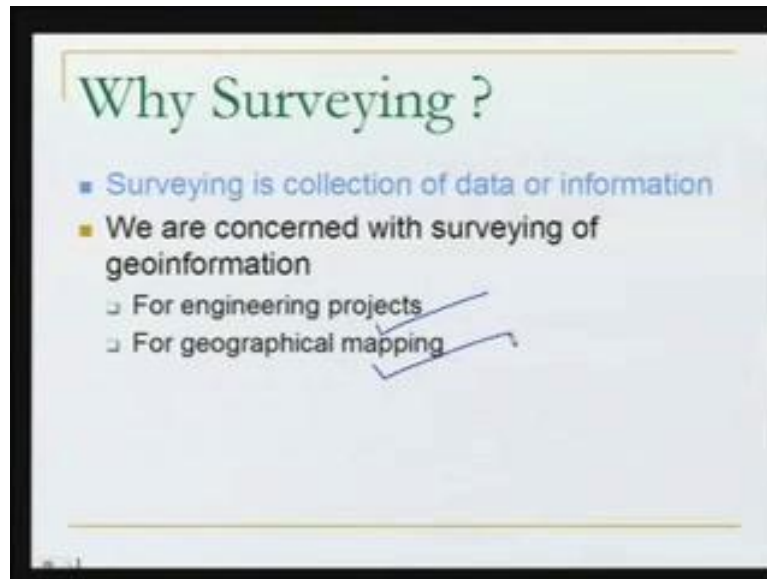 Why Surveying ?
Surveying is collection of data or information
We are concerned with surveying of
geoinformation
For engineering projects
For geographical mapping